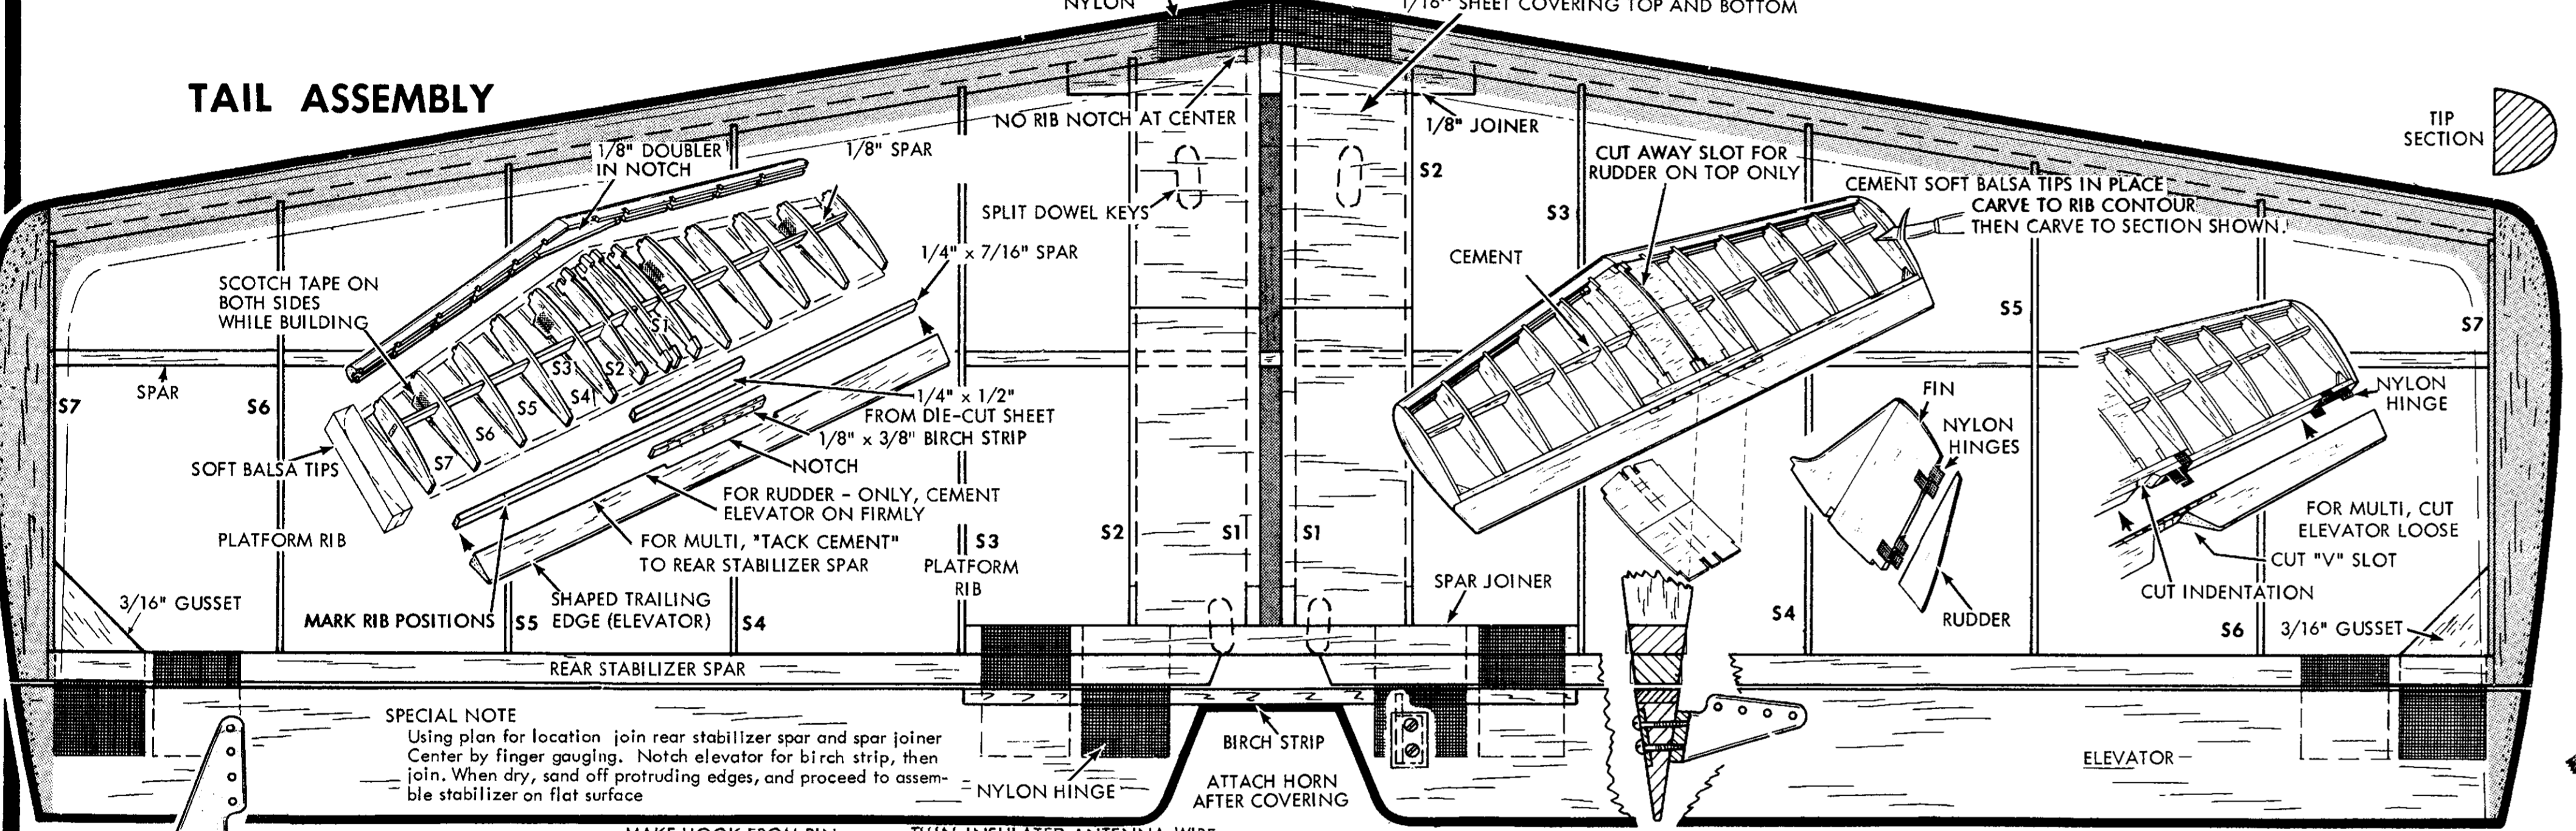 NYLON
1/16" SHEET COVERING TOP AND BOTTOM
TAIL ASSEMBLY
TIP
SECTION
NO RIB NOTCH AT CENTER
1/8" JOINER
1/8" DOUBLER
IN NOTCH
1/8" SPAR
S2
CUT AWAY SLOT FOR
RUDDER ON TOP ONLY
CEMENT SOFT BALSA TIPS IN PLACE
CARVE TO RIB CONTOUR
THEN CARVE TO SECTION SHOWN.
SPLIT DOWEL KEYS
S3
1/4" x 7/16" SPAR
CEMENT
SCOTCH TAPE ON
BOTH SIDES
WHILE BUILDING
S1
S5
S7
S3
S2
S4
S5
S6
S7
SPAR
S7
S6
1/4" x 1/2"
FROM DIE-CUT SHEET
1/8" x 3/8" BIRCH STRIP
NOTCH
FIN
NYLON
HINGES
NYLON
HINGE
SOFT BALSA TIPS
FOR RUDDER - ONLY, CEMENT
ELEVATOR ON FIRMLY
PLATFORM RIB
FOR MULTI, "TACK CEMENT"
TO REAR STABILIZER SPAR
S3
PLATFORM
RIB
S2
S1
S1
FOR MULTI, CUT
ELEVATOR LOOSE
CUT "V" SLOT
CUT INDENTATION
SPAR JOINER
3/16" GUSSET
MARK RIB POSITIONS
S5
SHAPED TRAILING
EDGE (ELEVATOR)
S4
S4
RUDDER
S6
3/16" GUSSET
REAR STABILIZER SPAR
SPECIAL NOTE
Using plan for location join rear stabilizer spar and spar joiner
Center by finger gauging. Notch elevator for birch strip, then
join. When dry, sand off protruding edges, and proceed to assem-
ble stabilizer on flat surface
NYLON HINGE
BIRCH STRIP
ATTACH HORN
AFTER COVERING
ELEVATOR
MAKE HOOK FROM PIN
TWIN INSULATED ANTENNA WIRE